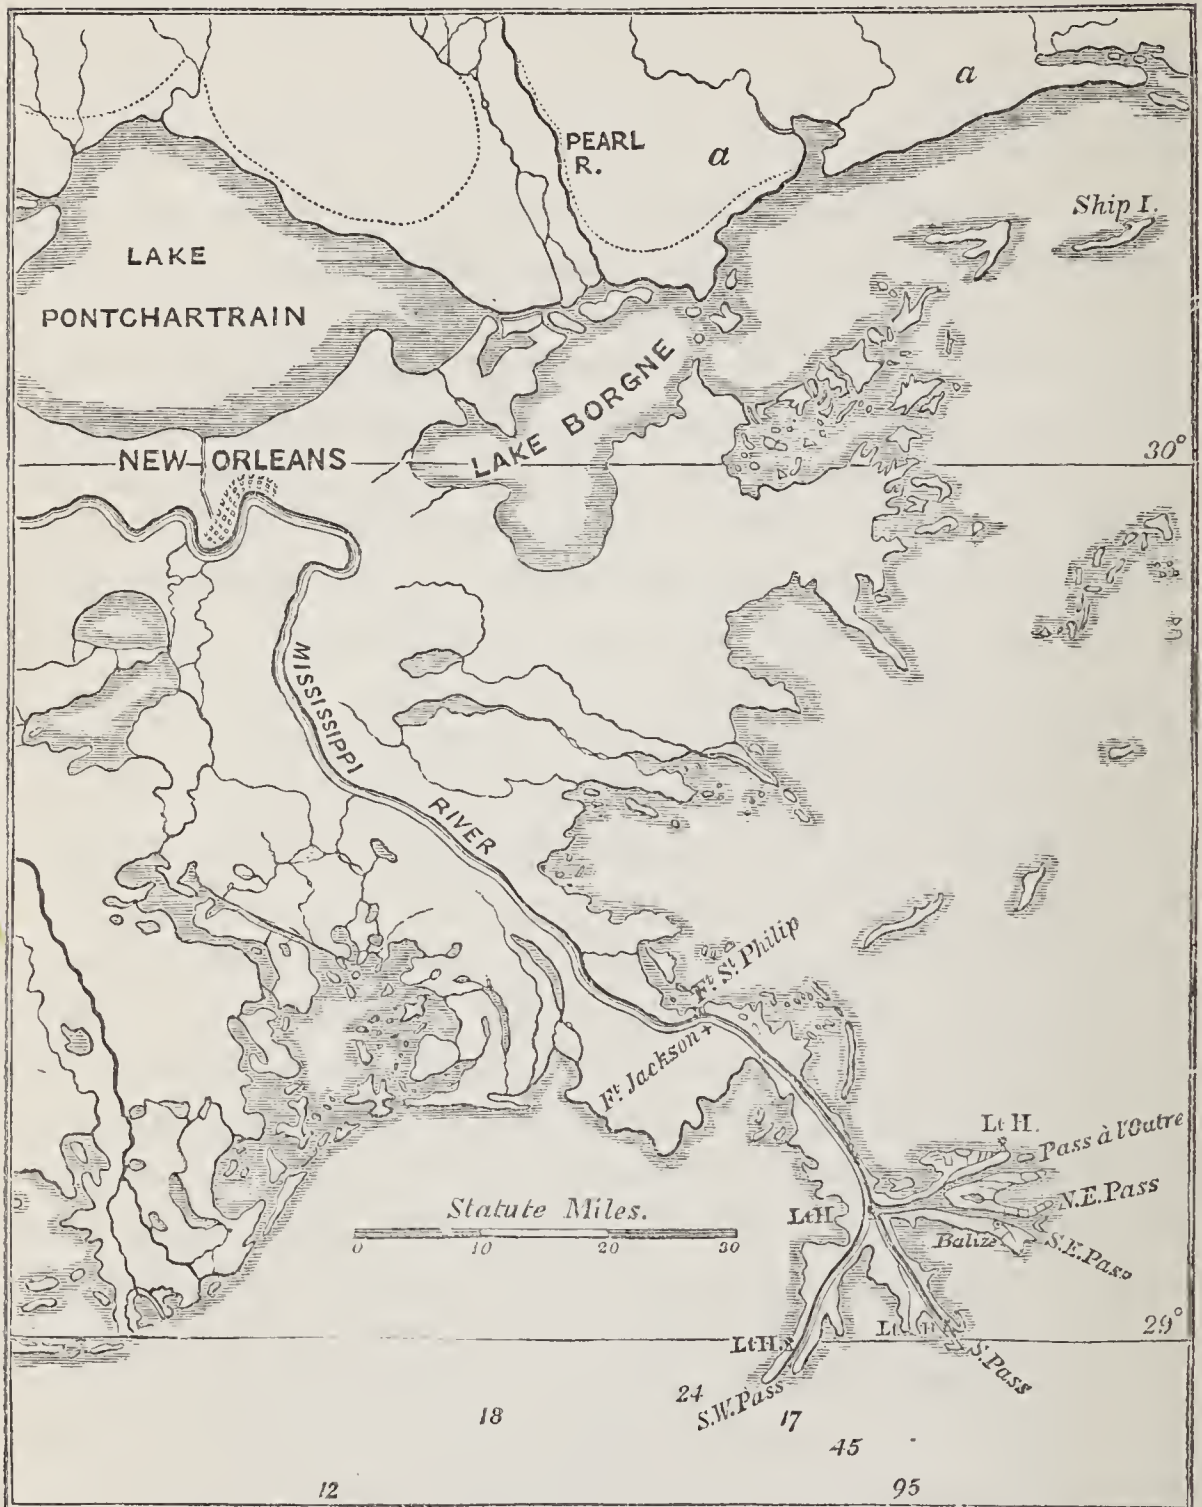 a
PEARL
R.
a
Ship I.
LAKE
PONTCHARTRAIN
LAKE BORGNE
30°
NEW ORLEANS
MISSISSIPPI
RIVER
Ft. St. Philip
Ft. Jackson
Lt H.
Pass à l'Outre
N.E. Pass
Lt H
Balize
S.E. Pass
Statute Miles.
0 10 20 30
29°
Lt H
Lt H.
S. Pass
24
S.W. Pass
17
18
45
12
95